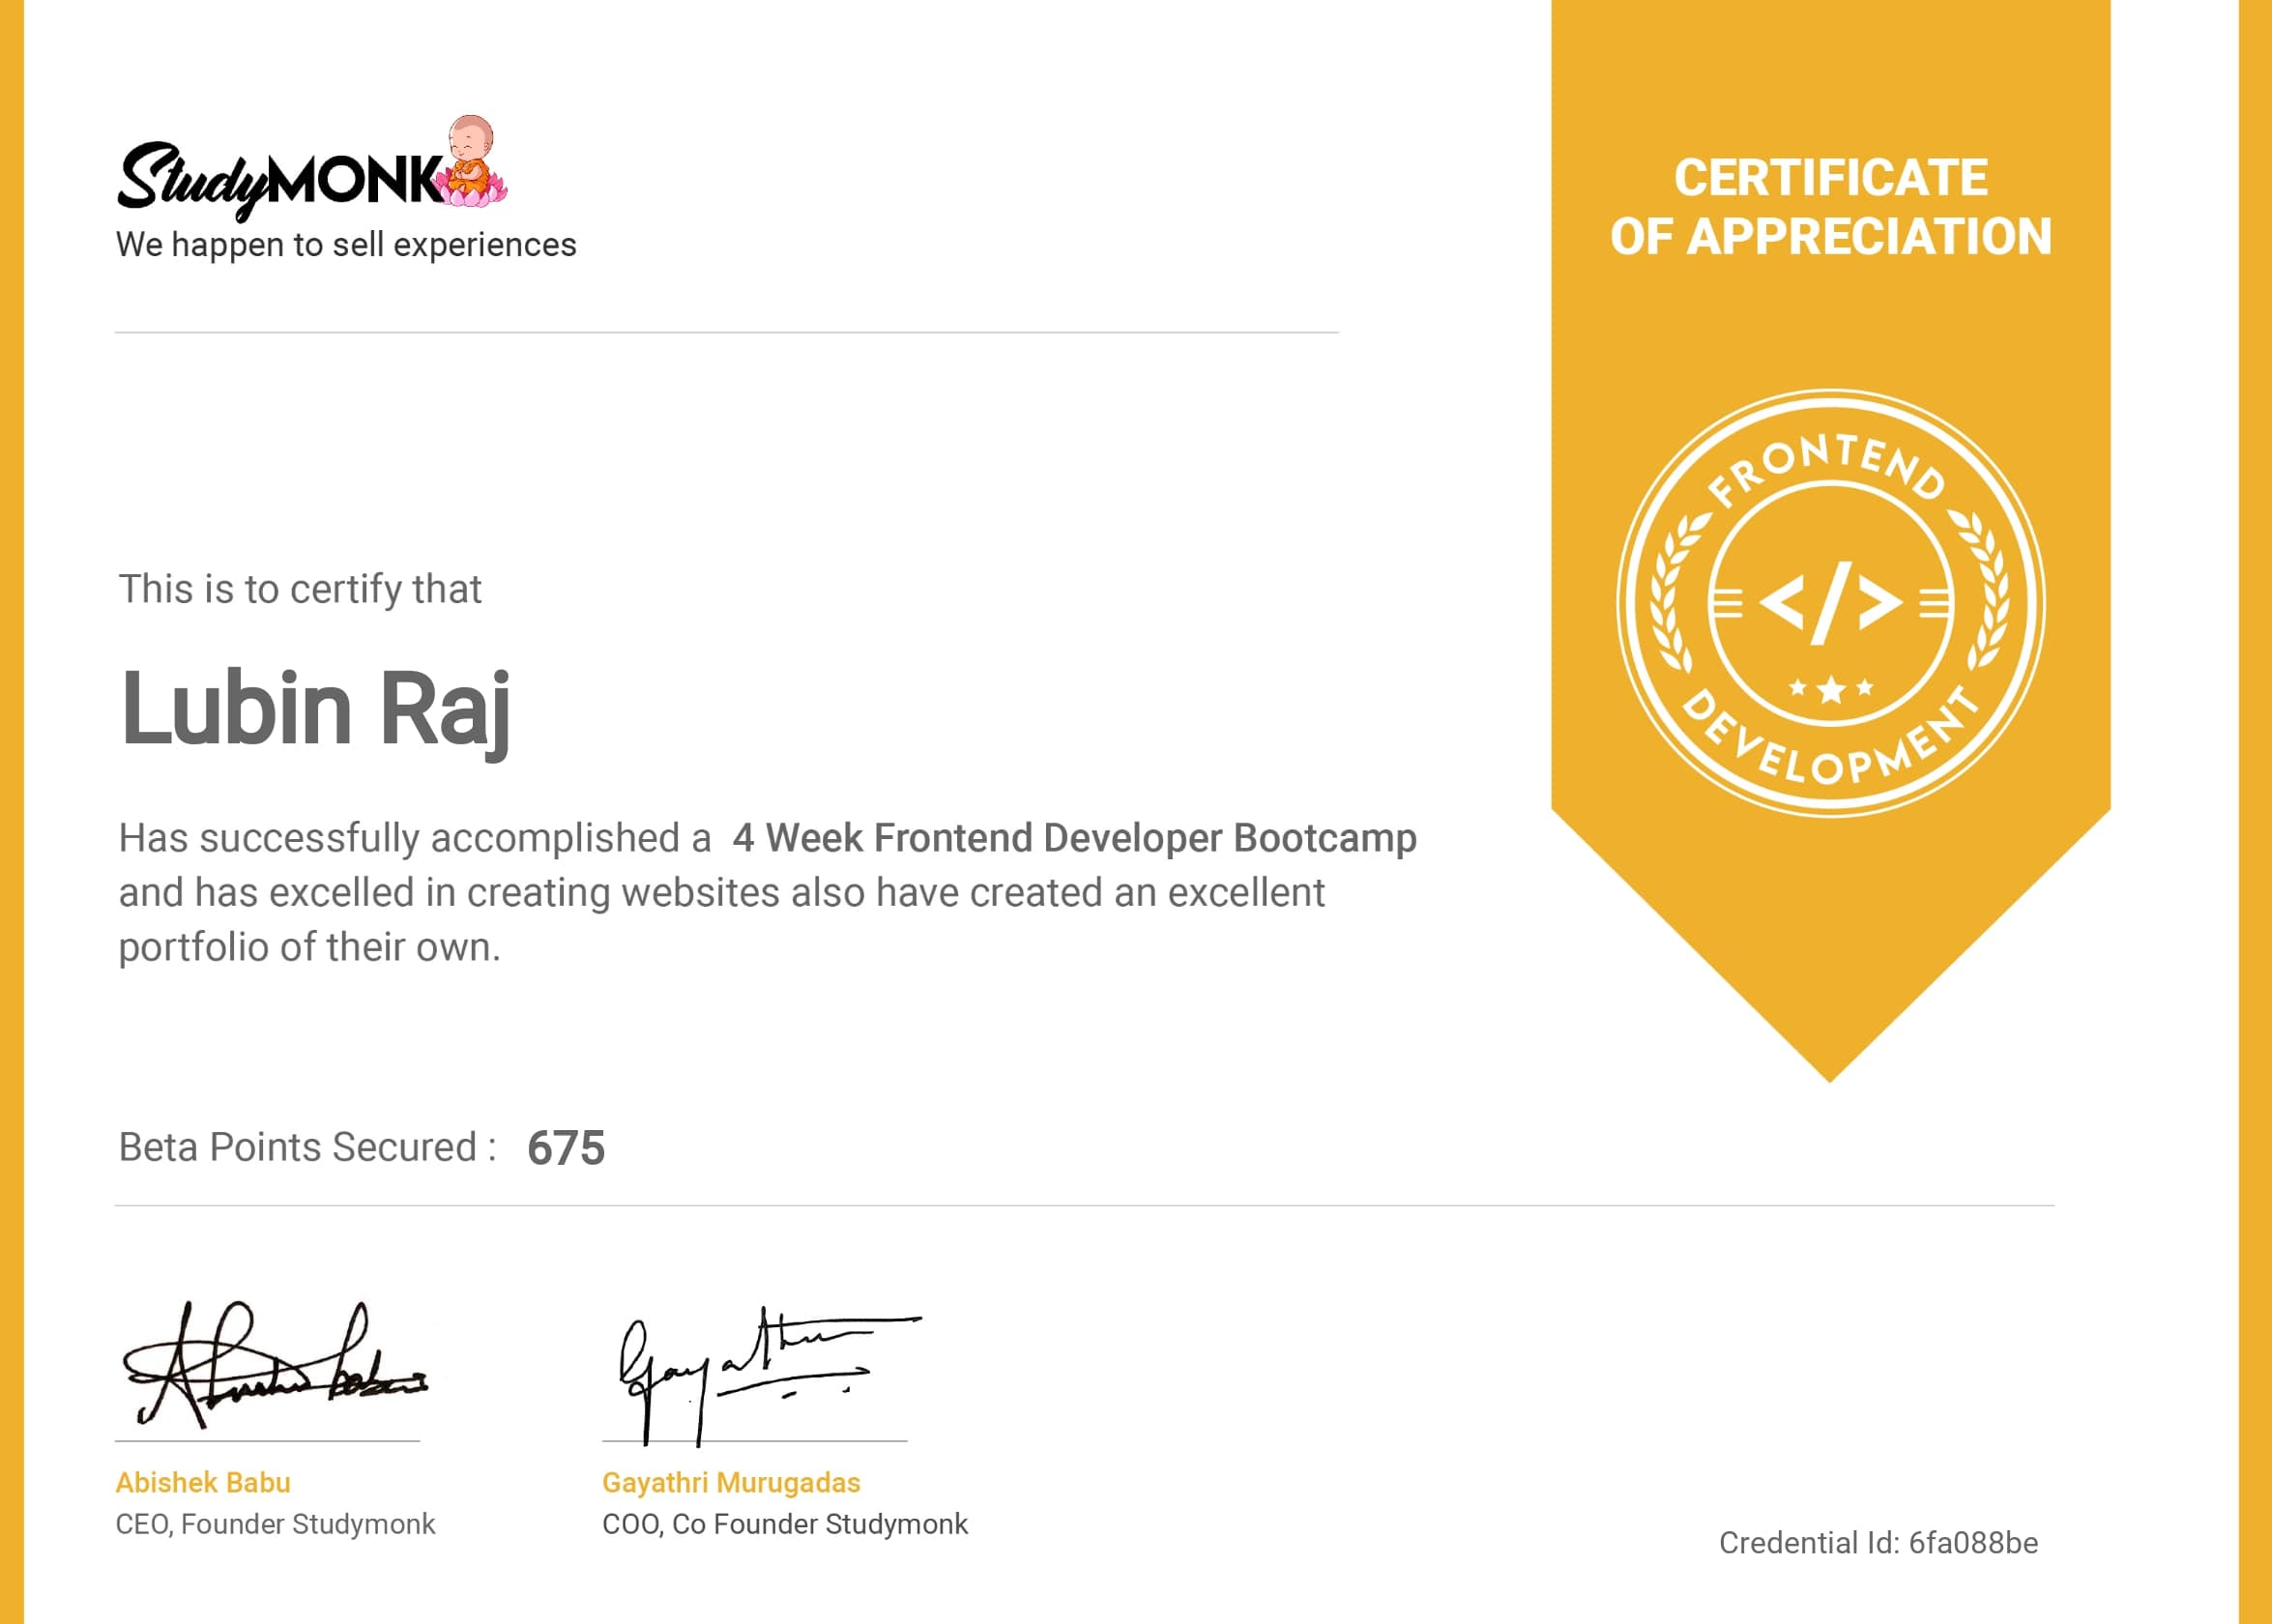 StudyMONK
We happen to sell experiences
CERTIFICATE
OF APPRECIATION
FRONTEND
</>
DEVELOPMENT
This is to certify that
Lubin Raj
Has successfully accomplished a 4 Week Frontend Developer Bootcamp
and has excelled in creating websites also have created an excellent
portfolio of their own.
Beta Points Secured : 675
Abishek Babu
Gayathri
Abishek Babu
CEO, Founder Studymonk
Gayathri Murugadas
COO, Co Founder Studymonk
Credential Id: 6fa088be